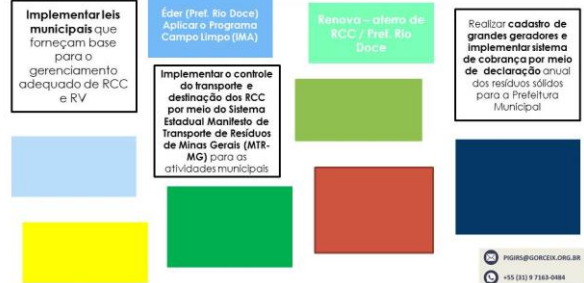 Implementar leis
municipais que
forneçam base
para o
gerenciamento
adequado de RCC
e RV
Éder (Pref. Rio Doce)
Aplicar o Programa
Campo Limpo (IMA)
Implementar o controle
do transporte e
destinação dos RCC
por meio do Sistema
Estadual Manifesto de
Transporte de Resíduos
de Minas Gerais (MTR-
MG) para as
atividades municipais
Renova – aterro de
RCC / Pref. Rio
Doce
Realizar cadastro de
grandes geradores e
implementar sistema
de cobrança por meio
de declaração anual
dos resíduos sólidos
para a Prefeitura
Municipal
PIGIRS@GORCEIX.ORG.BR
+55 (31) 9 7163-0484